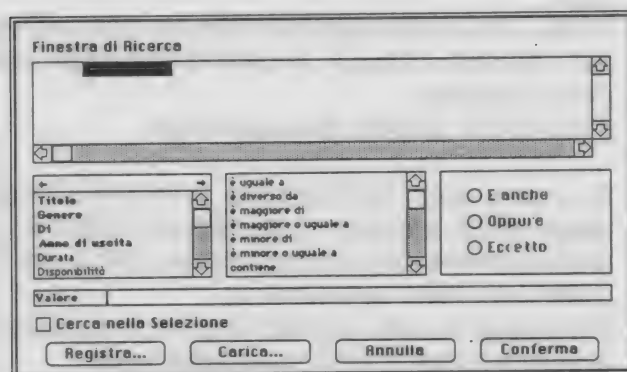 Finestra di Ricerca
Titolo
Genere
Di
Anno di uscita
Durata
Disponibilità
è uguale a
è diverso da
è maggiore di
è maggiore o uguale a
è minore di
è minore o uguale a
contiene
E anche
Oppure
Eccetto
Valore
Cerca nella Selezione
Registra...
Carica...
Annulla
Conferma